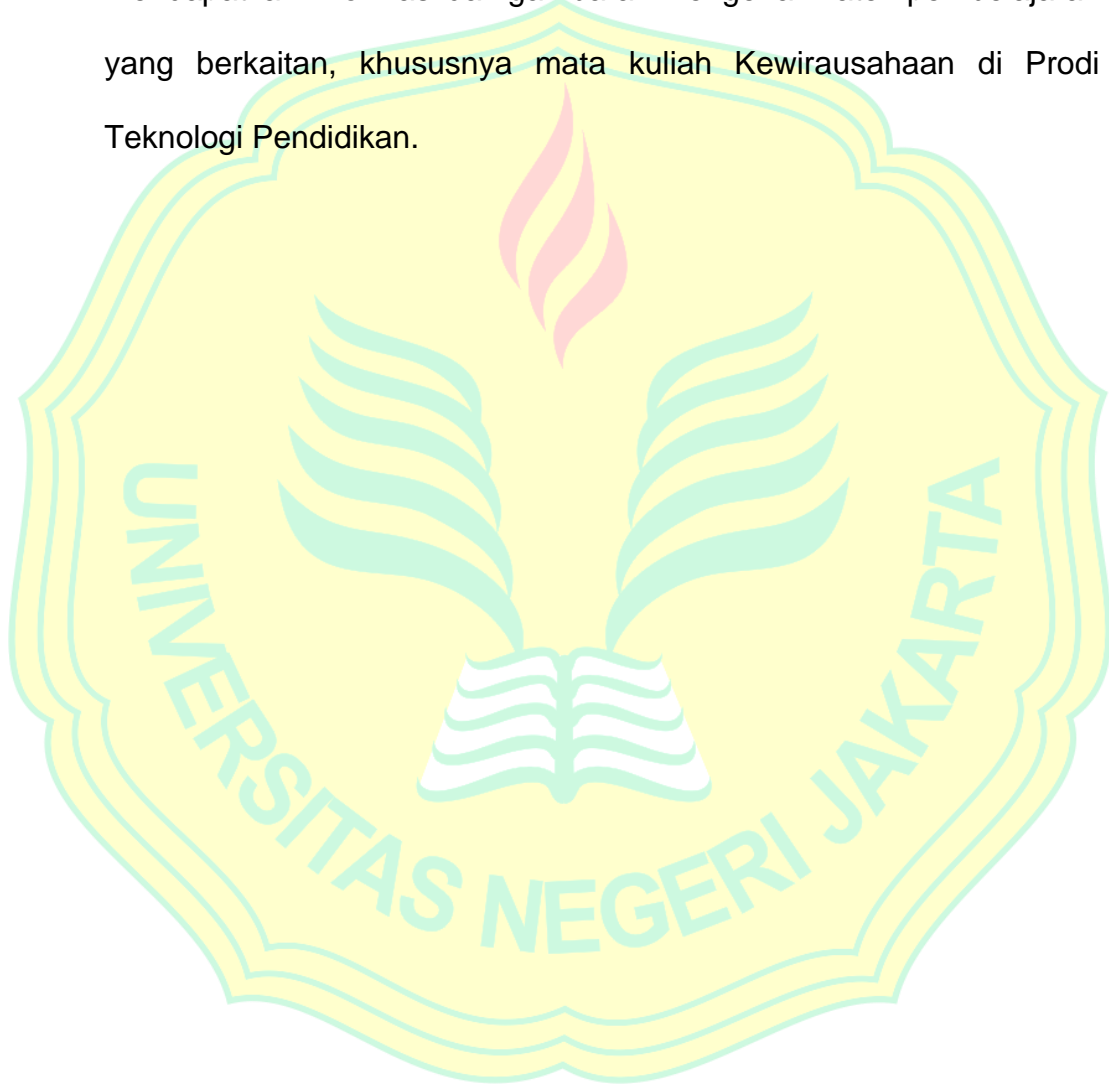 yang berkaitan, khususnya mata kuliah Kewirausahaan di Prodi
Teknologi Pendidikan.
UNIVERSITAS NEGERI JAKARTA